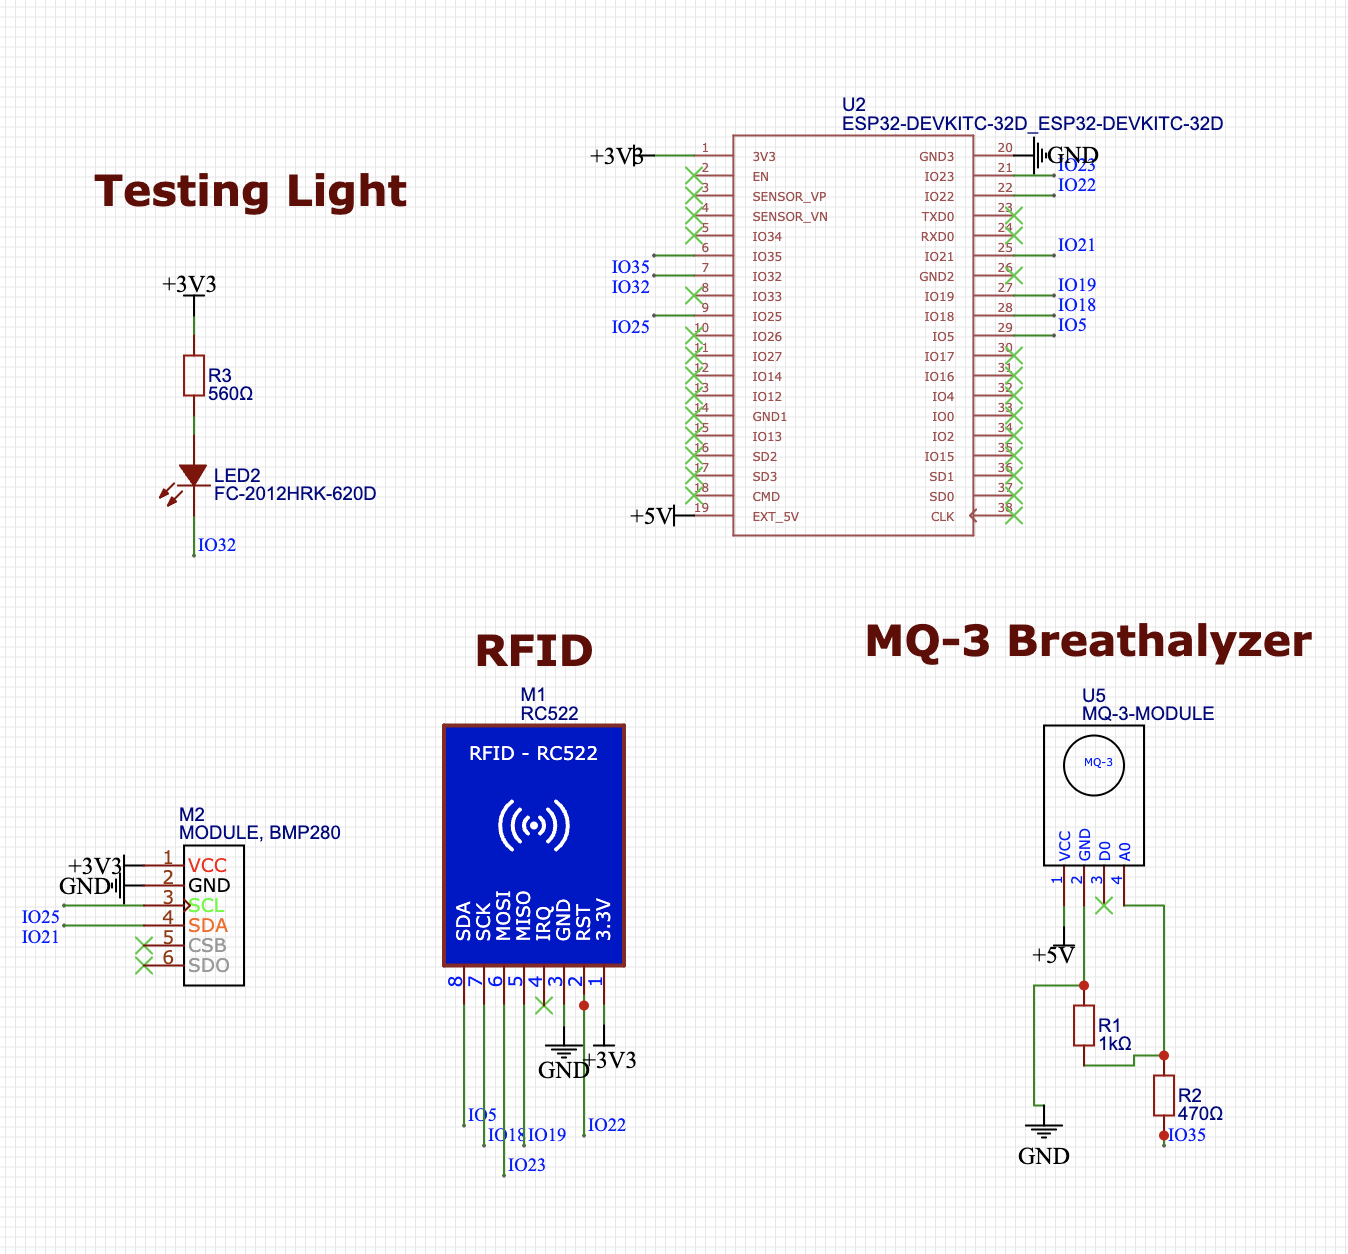 U2
ESP32-DEVKITC-32D_ESP32-DEVKITC-32D
+3V3
1 3V3
2 EN
3 SENSOR_VP
4 SENSOR_VN
5 IO34
6 IO35
IO35
7 IO32
IO32
8 IO33
9 IO25
IO25
10 IO26
11 IO27
12 IO14
13 IO12
14 GND1
15 IO13
16 SD2
17 SD3
18 CMD
+5V
19 EXT_5V
GND3 20
GND
IO23 21
IO23
IO22 22
IO22
TXD0 23
RXD0 24
IO21 25
IO21
GND2 26
IO19 27
IO19
IO18 28
IO18
IO5 29
IO5
IO17 30
IO16 31
IO4 32
IO0 33
IO2 34
IO15 35
SD1 36
SD0 37
CLK 38
Testing Light
+3V3
R3
560Ω
LED2
FC-2012HRK-620D
IO32
M2
MODULE, BMP280
+3V3 1 VCC
GND 2 GND
3 SCL
IO25
4 SDA
IO21
5 CSB
6 SDO
RFID
M1
RC522
RFID - RC522
SDA SCK MOSI MISO IRQ GND RST 3.3V
8 7 6 5 4 3 2 1
GND +3V3
IO5
IO22
IO18 IO19
IO23
MQ-3 Breathalyzer
U5
MQ-3-MODULE
MQ-3
VCC GND D0 A0
1 2 3 4
+5V
R1
1kΩ
R2
470Ω
IO35
GND